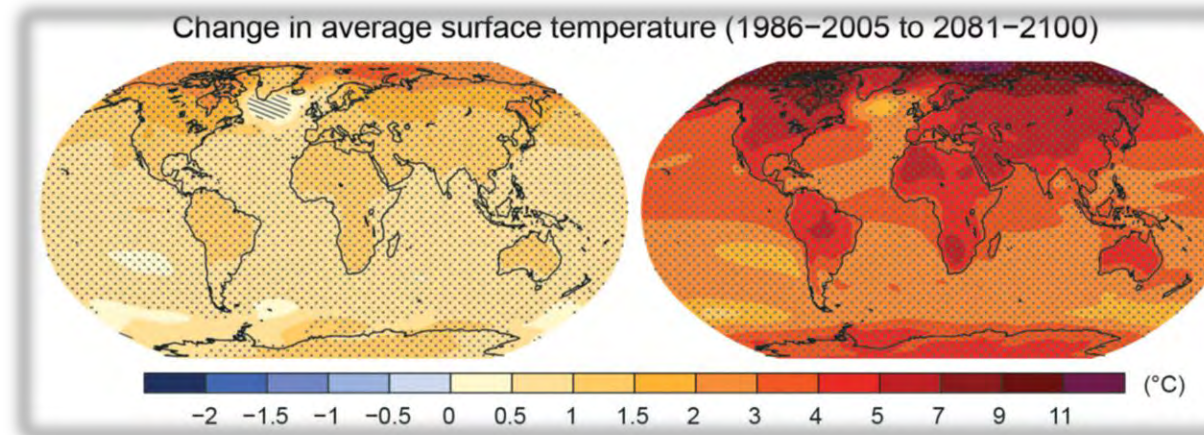 Change in average surface temperature (1986−2005 to 2081−2100)
(°C)
−2 −1.5 −1 −0.5 0 0.5 1 1.5 2 3 4 5 7 9 11